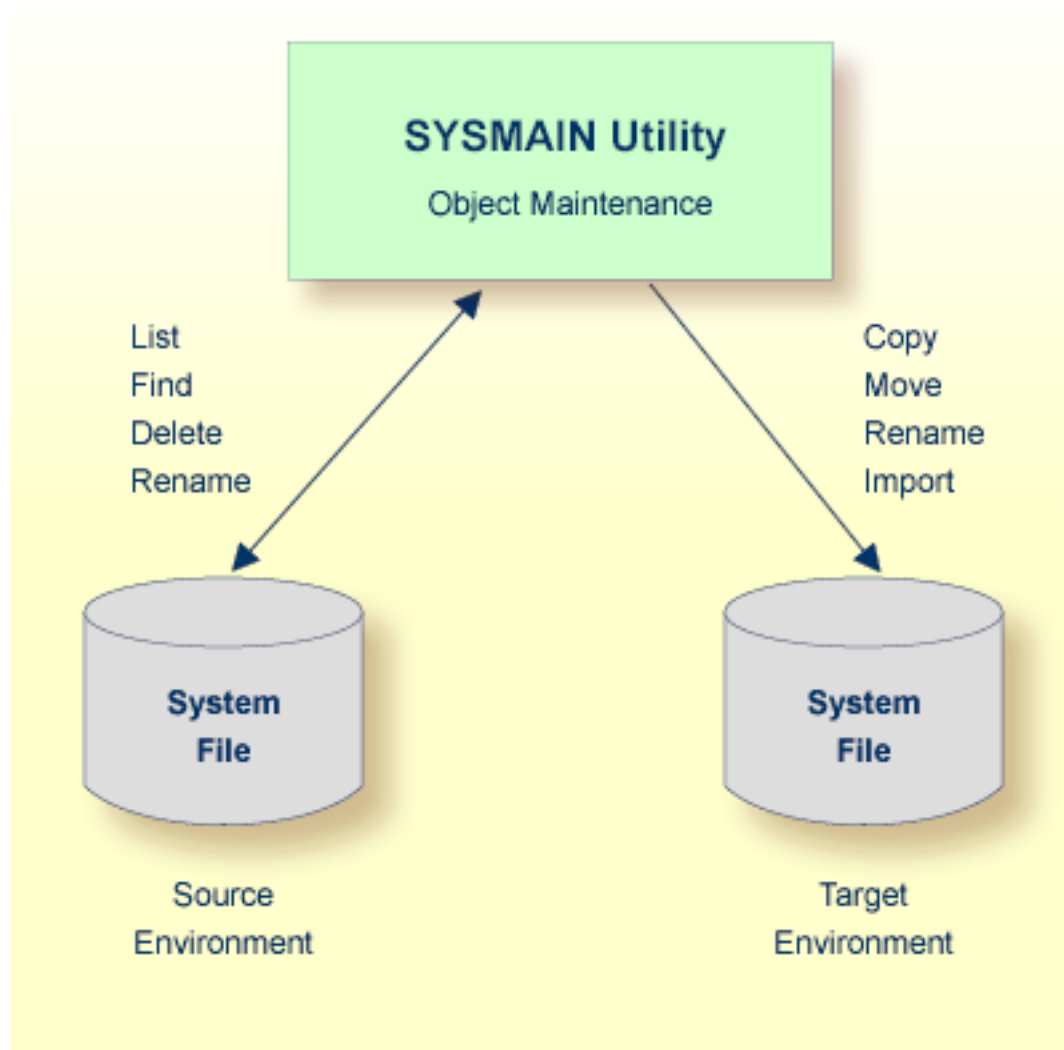 SYSMAIN Utility
Object Maintenance
List
Find
Delete
Rename
Copy
Move
Rename
Import
System
File
System
File
Source
Environment
Target
Environment